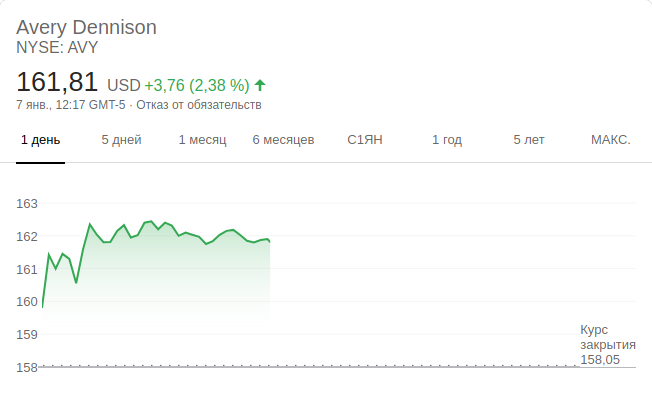 Avery Dennison
NYSE: AVY
161,81 USD +3,76 (2,38 %)
7 янв., 12:17 GMT-5 · Отказ от обязательств
1 день 5 дней 1 месяц 6 месяцев С1ЯН 1 год 5 лет МАКС.
163
162
161
160
159
Курс
закрытия
158,05
158